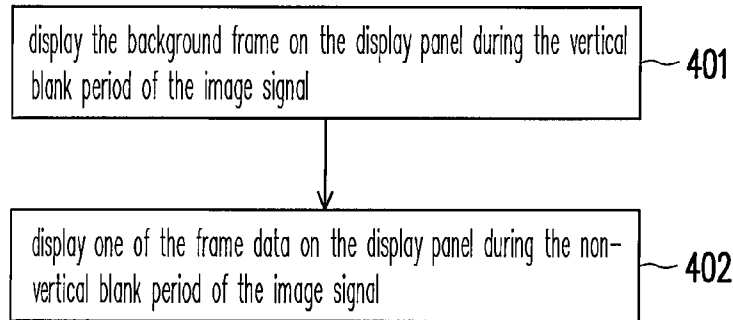 display the background frame on the display panel during the vertical
blank period of the image signal
401
display one of the frame data on the display panel during the non-
vertical blank period of the image signal
402